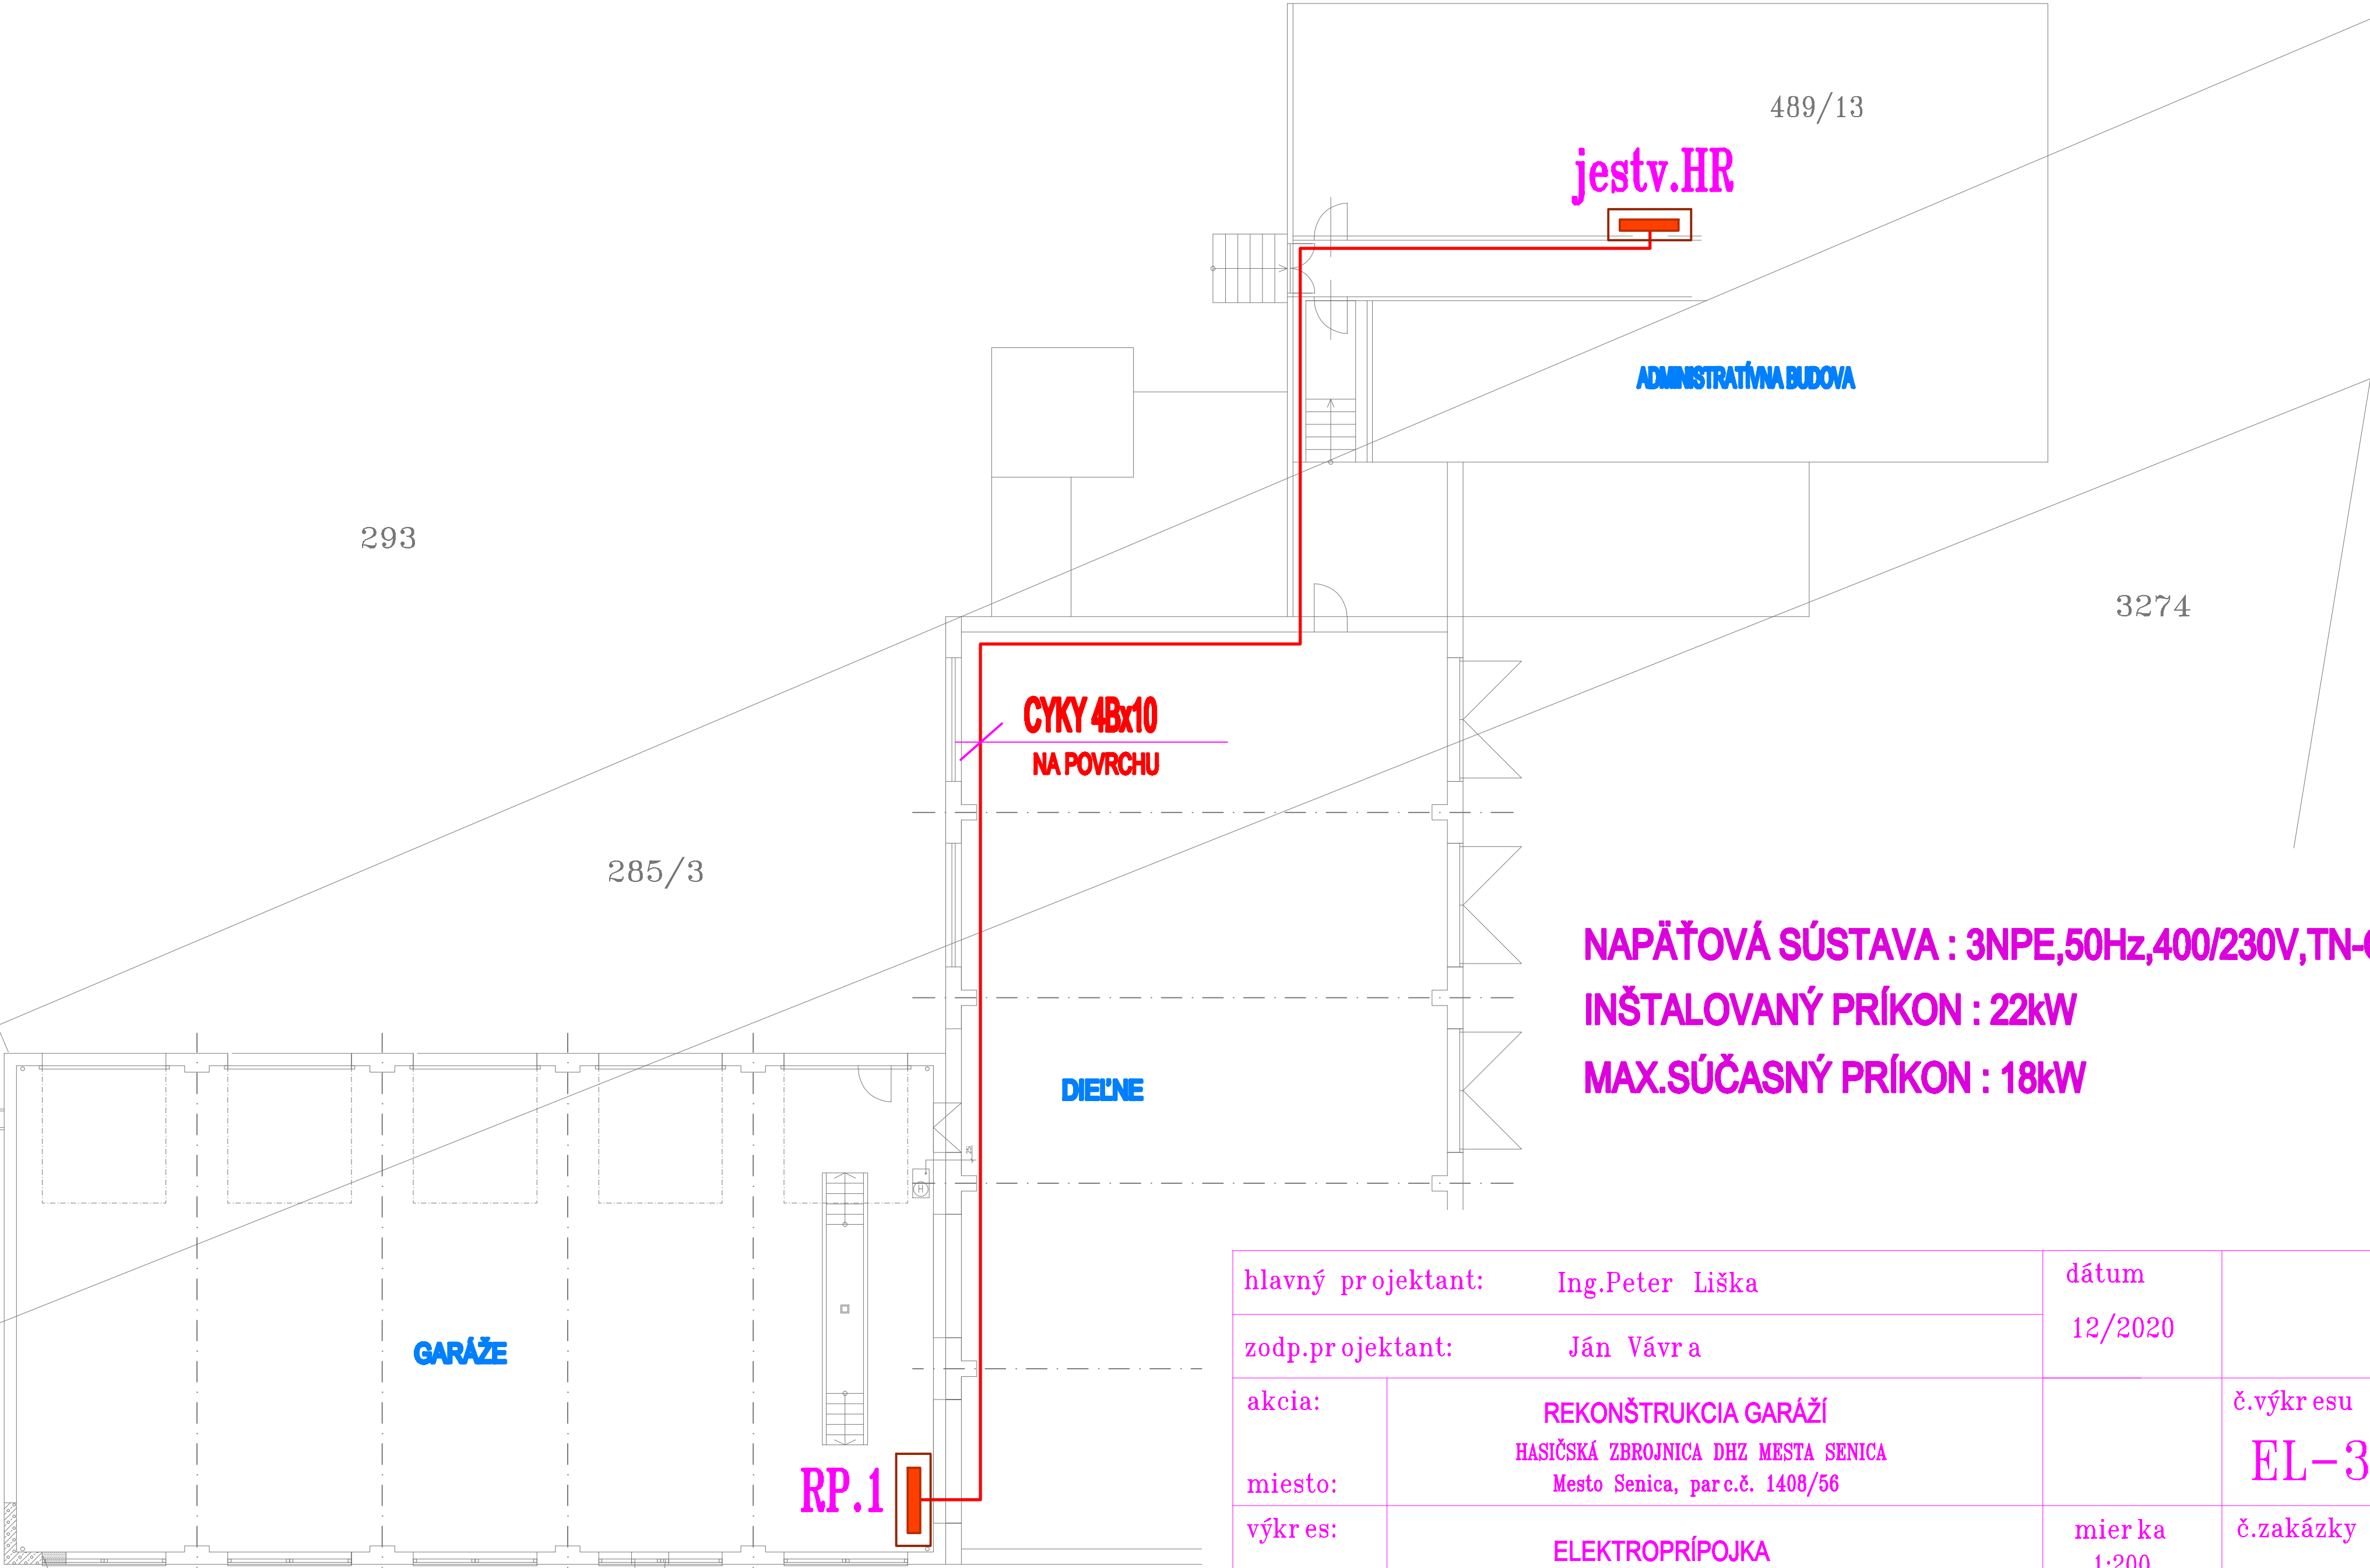 489/13
jestv.HR
ADMINISTRATÍVNA BUDOVA
293
3274
CYKY 4Bx10
NA POVRCHU
285/3
NAPÄŤOVÁ SÚSTAVA : 3NPE,50Hz,400/230V,TN-
INŠTALOVANÝ PRÍKON : 22kW
MAX.SÚČASNÝ PRÍKON : 18kW
DIEĽNE
25
H
GARÁŽE
RP.1
hlavný projektant: Ing.Peter Liška
dátum
12/2020
zodp.projektant: Ján Vávra
akcia: REKONŠTRUKCIA GARÁŽÍ
HASIČSKÁ ZBROJNICA DHZ MESTA SENICA
miesto: Mesto Senica, parc.č. 1408/56
č.výkresu
EL-3
výkres: ELEKTROPRÍPOJKA
mierka
1:200
č.zakázky